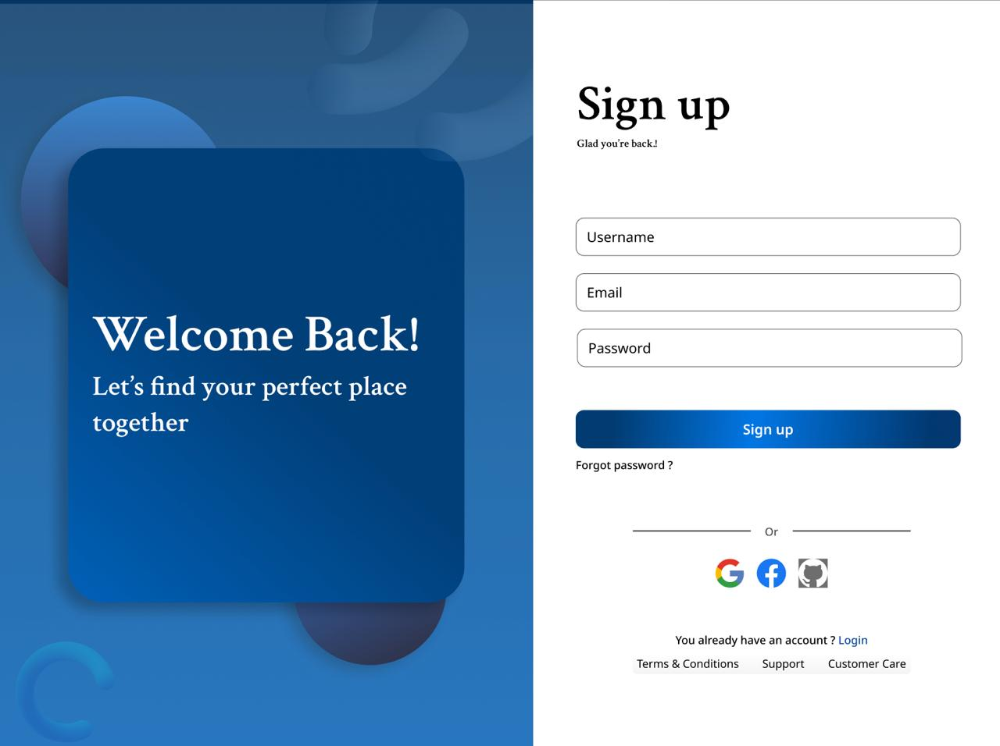 Welcome Back!
Let's find your perfect place
together
Sign up
Glad you're back.!
Username
Email
Password
Sign up
Forgot password ?
Or
You already have an account ? Login
Terms & Conditions Support Customer Care